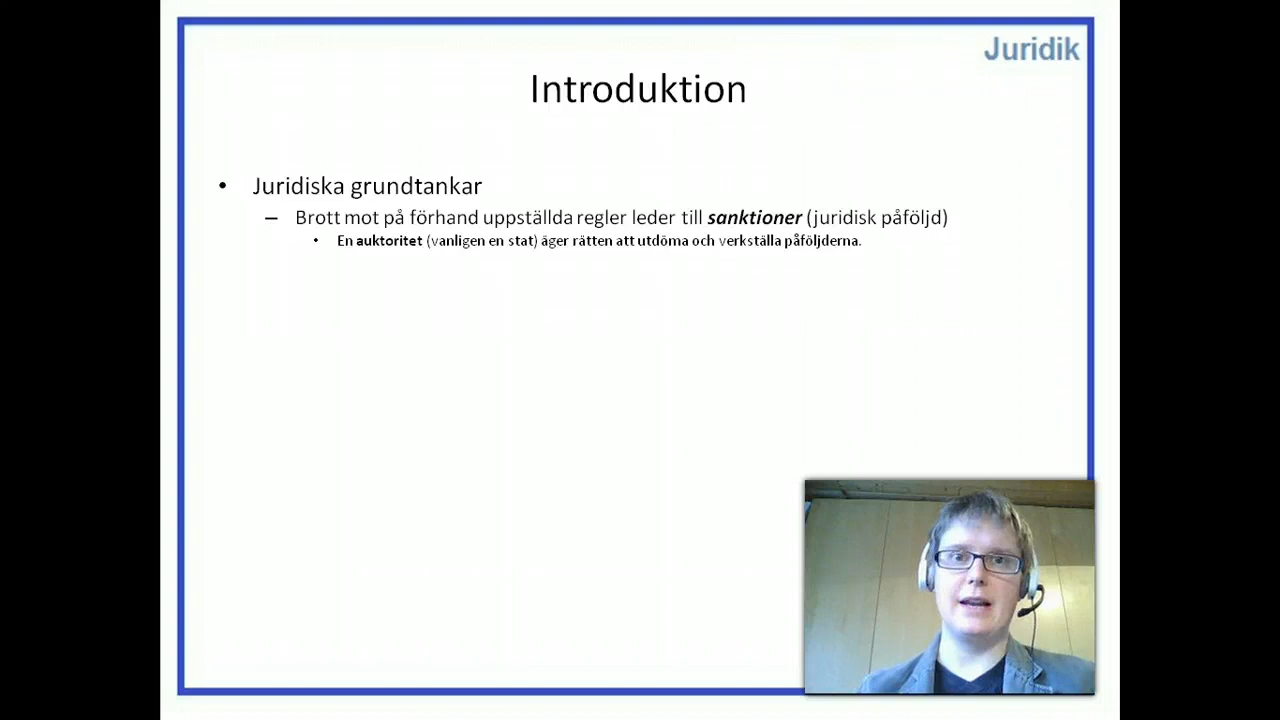 Juridik
Introduktion
• Juridiska grundtankar
– Brott mot på förhand uppställda regler leder till sanktioner (juridisk påföljd)
• En auktoritet (vanligen en stat) äger rätten att utdöma och verkställa påföljderna.